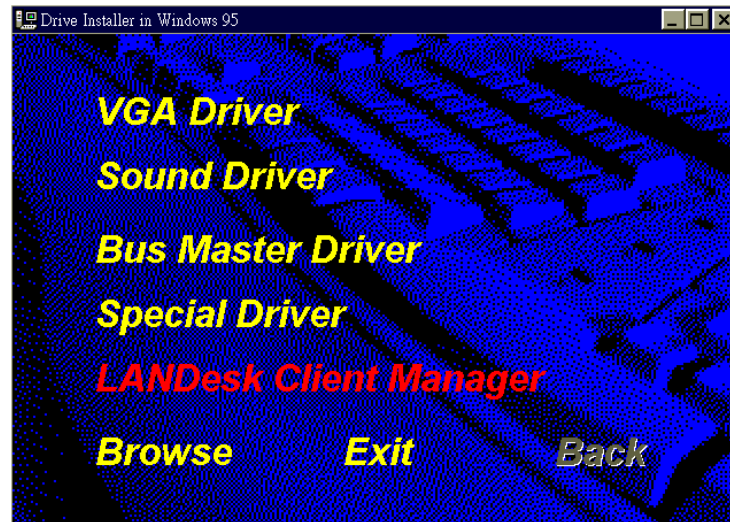 Drive Installer in Windows 95
VGA Driver
Sound Driver
Bus Master Driver
Special Driver
LANDesk Client Manager
Browse Exit Back